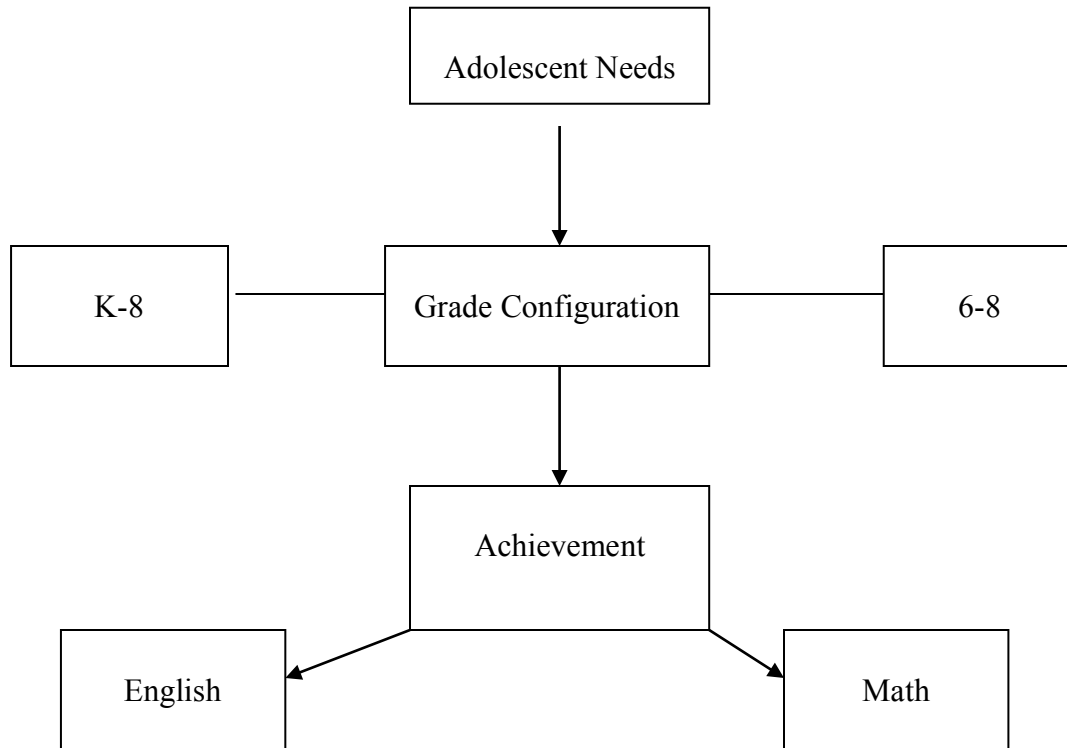 Adolescent Needs
K-8
Grade Configuration
6-8
Achievement
English
Math